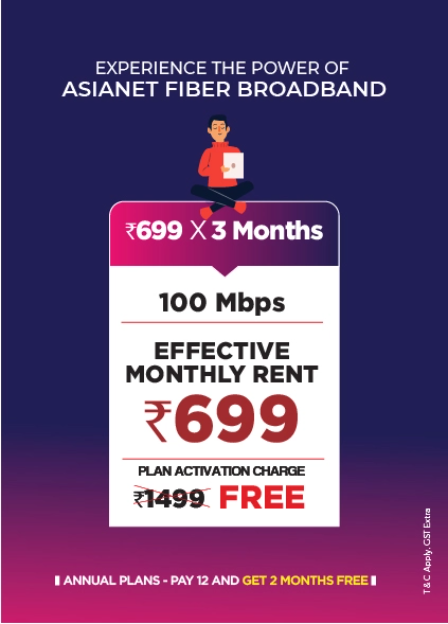 EXPERIENCE THE POWER OF
ASIANET FIBER BROADBAND
₹699 X 3 Months
100 Mbps
EFFECTIVE
MONTHLY RENT
₹699
PLAN ACTIVATION CHARGE
₹1499 FREE
ANNUAL PLANS - PAY 12 AND GET 2 MONTHS FREE
T & C Apply. GST Extra